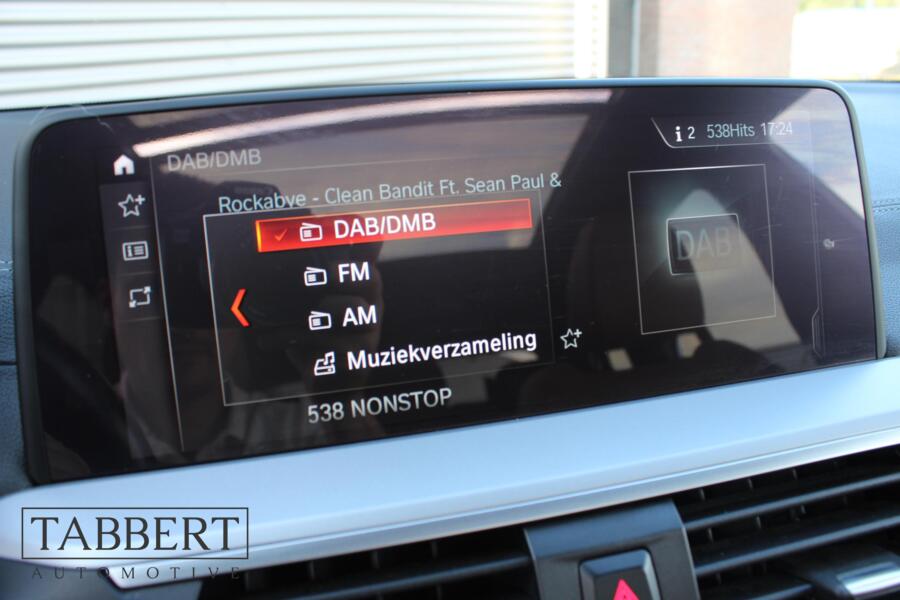 i 2 538Hits 17:24
DAB/DMB
Rockabye - Clean Bandit Ft. Sean Paul &
DAB/DMB
FM
AM
Muziekverzameling
538 NONSTOP
DAB
TABBERT
AUTOMOTIVE